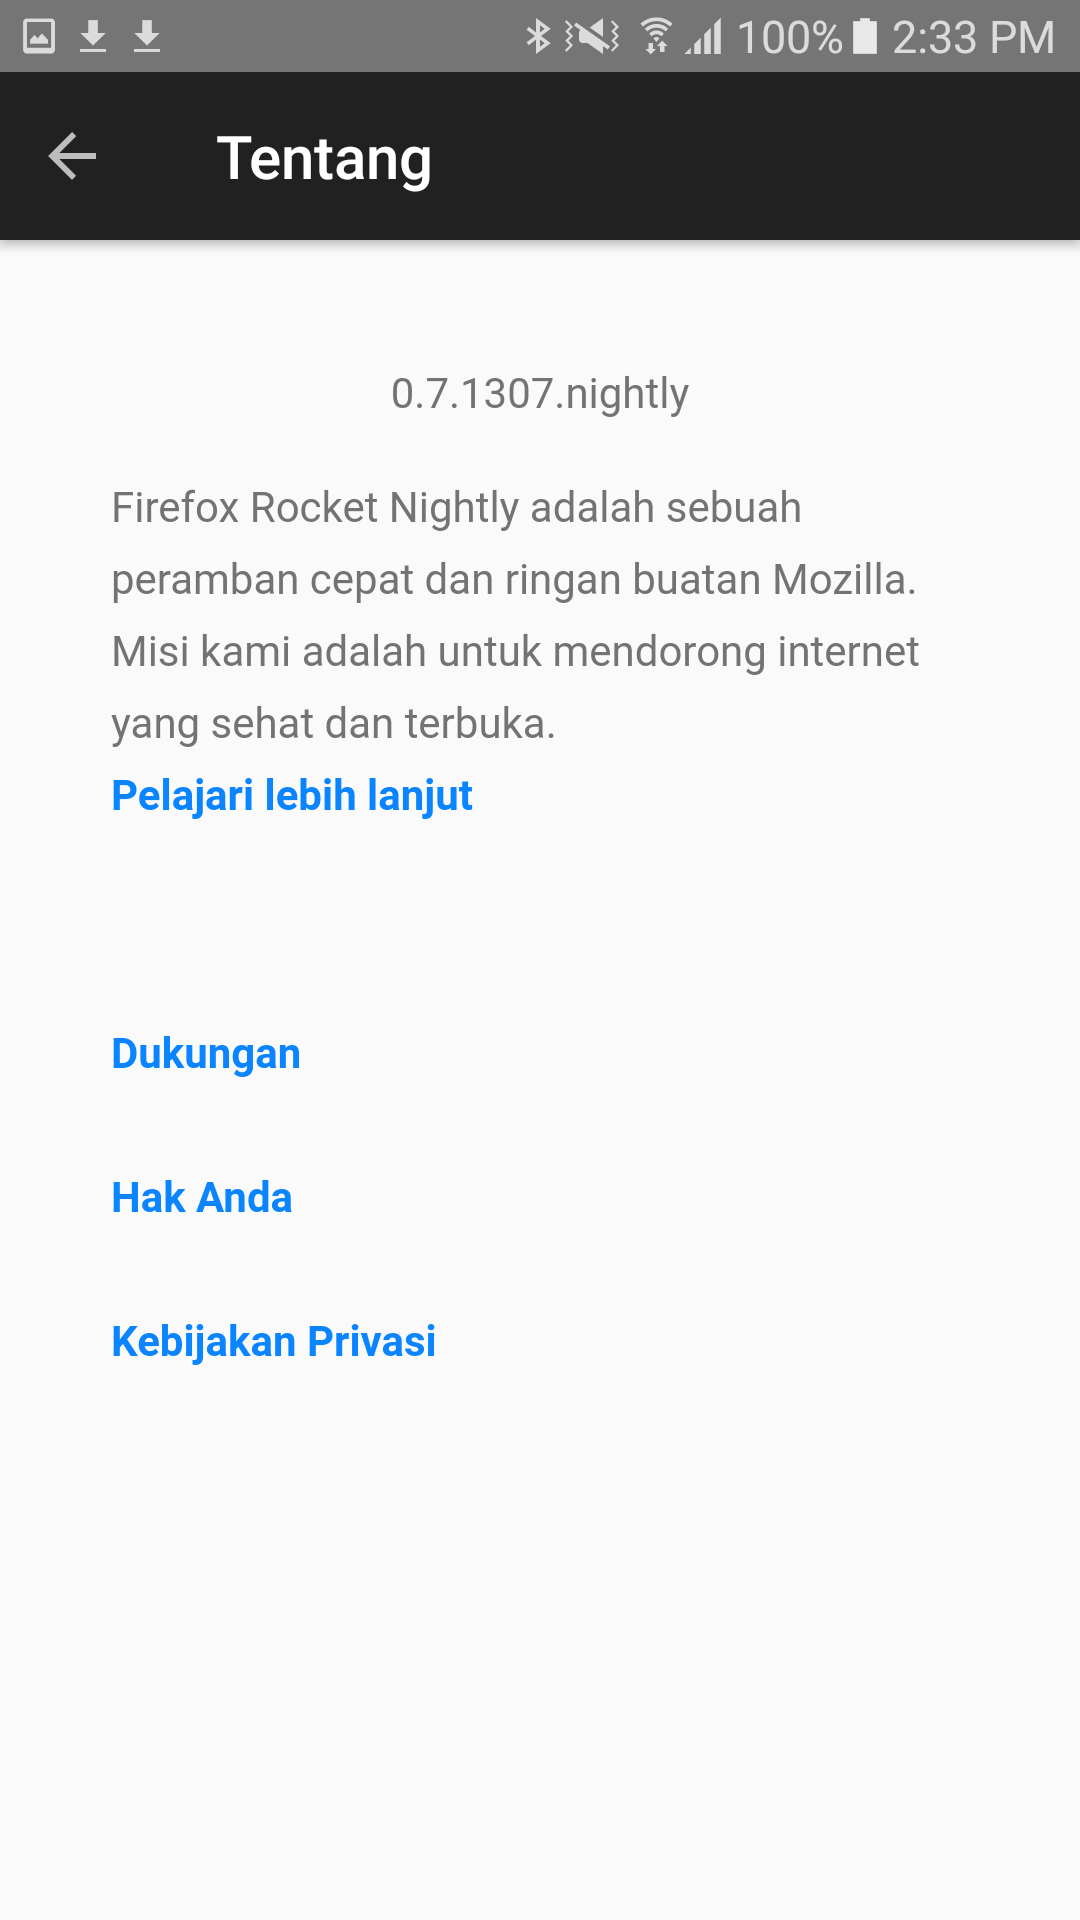 100% 2:33 PM
Tentang
0.7.1307.nightly
Firefox Rocket Nightly adalah sebuah
peramban cepat dan ringan buatan Mozilla.
Misi kami adalah untuk mendorong internet
yang sehat dan terbuka.
Pelajari lebih lanjut
Dukungan
Hak Anda
Kebijakan Privasi